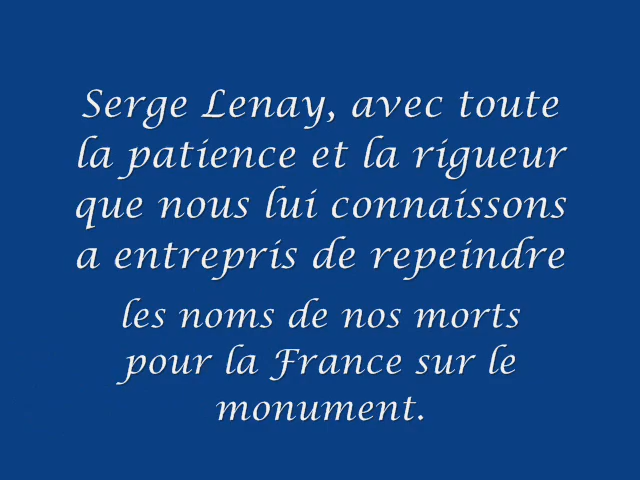 Serge Lenay, avec toute
la patience et la rigueur
que nous lui connaissons
a entrepris de repeindre
les noms de nos morts
pour la France sur le
monument.